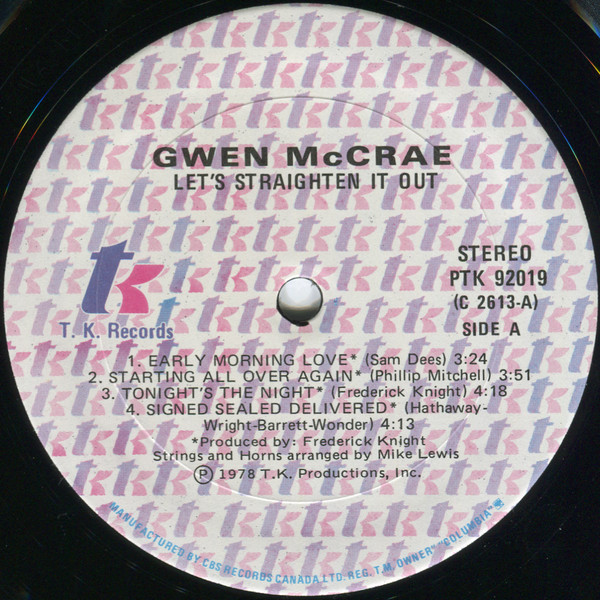 GWEN McCRAE
LET'S STRAIGHTEN IT OUT
tk
T. K. Records
STEREO
PTK 92019
(C 2613-A)
SIDE A
1. EARLY MORNING LOVE* (Sam Dees) 3:24
2. STARTING ALL OVER AGAIN* (Phillip Mitchell) 3:51
3. TONIGHT'S THE NIGHT* (Frederick Knight) 4:18
4. SIGNED SEALED DELIVERED* (Hathaway-
Wright-Barrett-Wonder) 4:13
*Produced by: Frederick Knight
Strings and Horns arranged by Mike Lewis
Ⓟ 1978 T.K. Productions, Inc.
MANUFACTURED BY CBS RECORDS CANADA LTD. REG. T.M. OWNER "COLUMBIA"